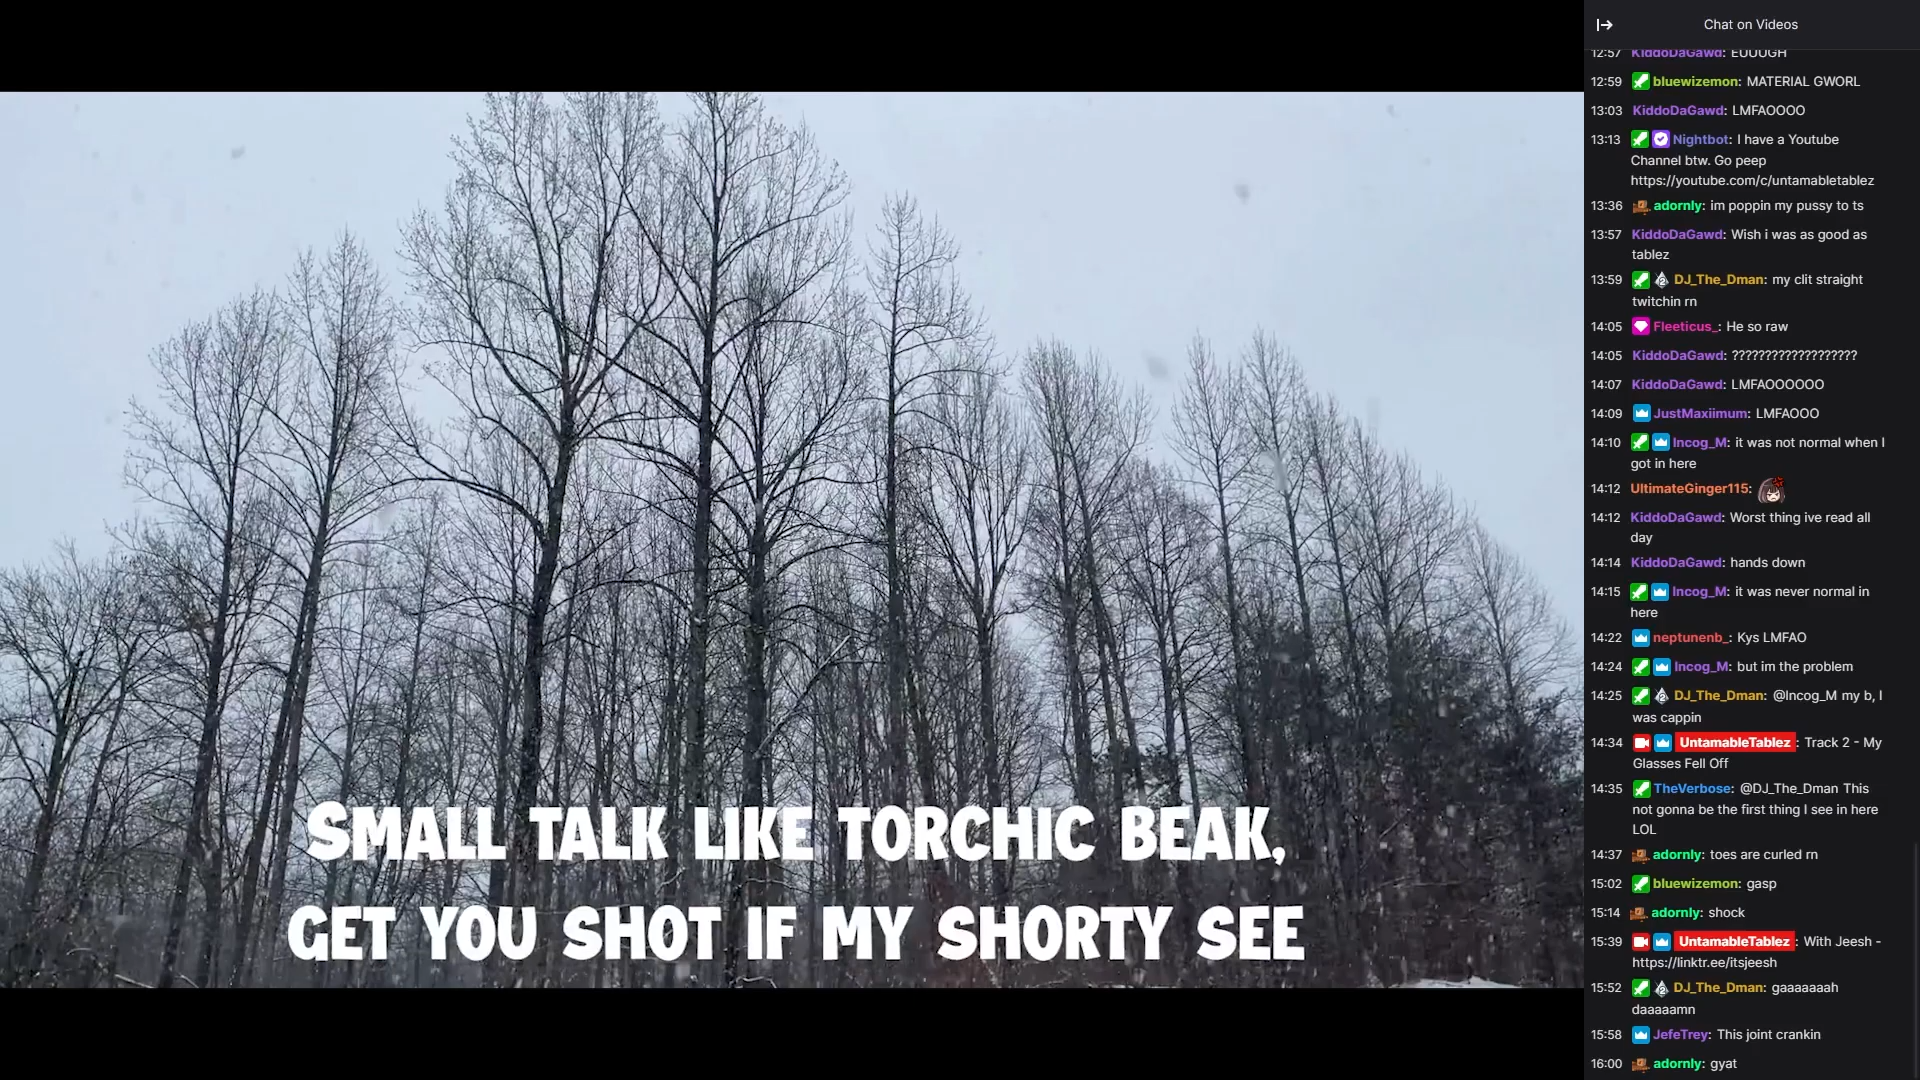 Chat on Videos
12:57 KiddoDaGawd: EUUUGH
12:59 bluewizemon: MATERIAL GWORL
13:03 KiddoDaGawd: LMFAOOOO
13:13 Nightbot: I have a Youtube
Channel btw. Go peep
https://youtube.com/c/untamabletablez
13:36 adornly: im poppin my pussy to ts
13:57 KiddoDaGawd: Wish i was as good as
tablez
13:59 DJ_The_Dman: my clit straight
twitchin rn
14:05 Fleeticus_: He so raw
14:05 KiddoDaGawd: ???????????????????
14:07 KiddoDaGawd: LMFAOOOOOO
14:09 JustMaxiimum: LMFAOOO
14:10 Incog_M: it was not normal when I
got in here
14:12 UltimateGinger115:
14:12 KiddoDaGawd: Worst thing ive read all
day
14:14 KiddoDaGawd: hands down
14:15 Incog_M: it was never normal in
here
14:22 neptunenb_: Kys LMFAO
14:24 Incog_M: but im the problem
14:25 DJ_The_Dman: @Incog_M my b, I
was cappin
14:34 UntamableTablez : Track 2 - My
Glasses Fell Off
14:35 TheVerbose: @DJ_The_Dman This
not gonna be the first thing I see in here
LOL
14:37 adornly: toes are curled rn
15:02 bluewizemon: gasp
15:14 adornly: shock
15:39 UntamableTablez : With Jeesh -
https://linktr.ee/itsjeesh
15:52 DJ_The_Dman: gaaaaaaah
daaaaamn
15:58 JefeTrey: This joint crankin
16:00 adornly: gyat
SMALL TALK LIKE TORCHIC BEAK,
GET YOU SHOT IF MY SHORTY SEE